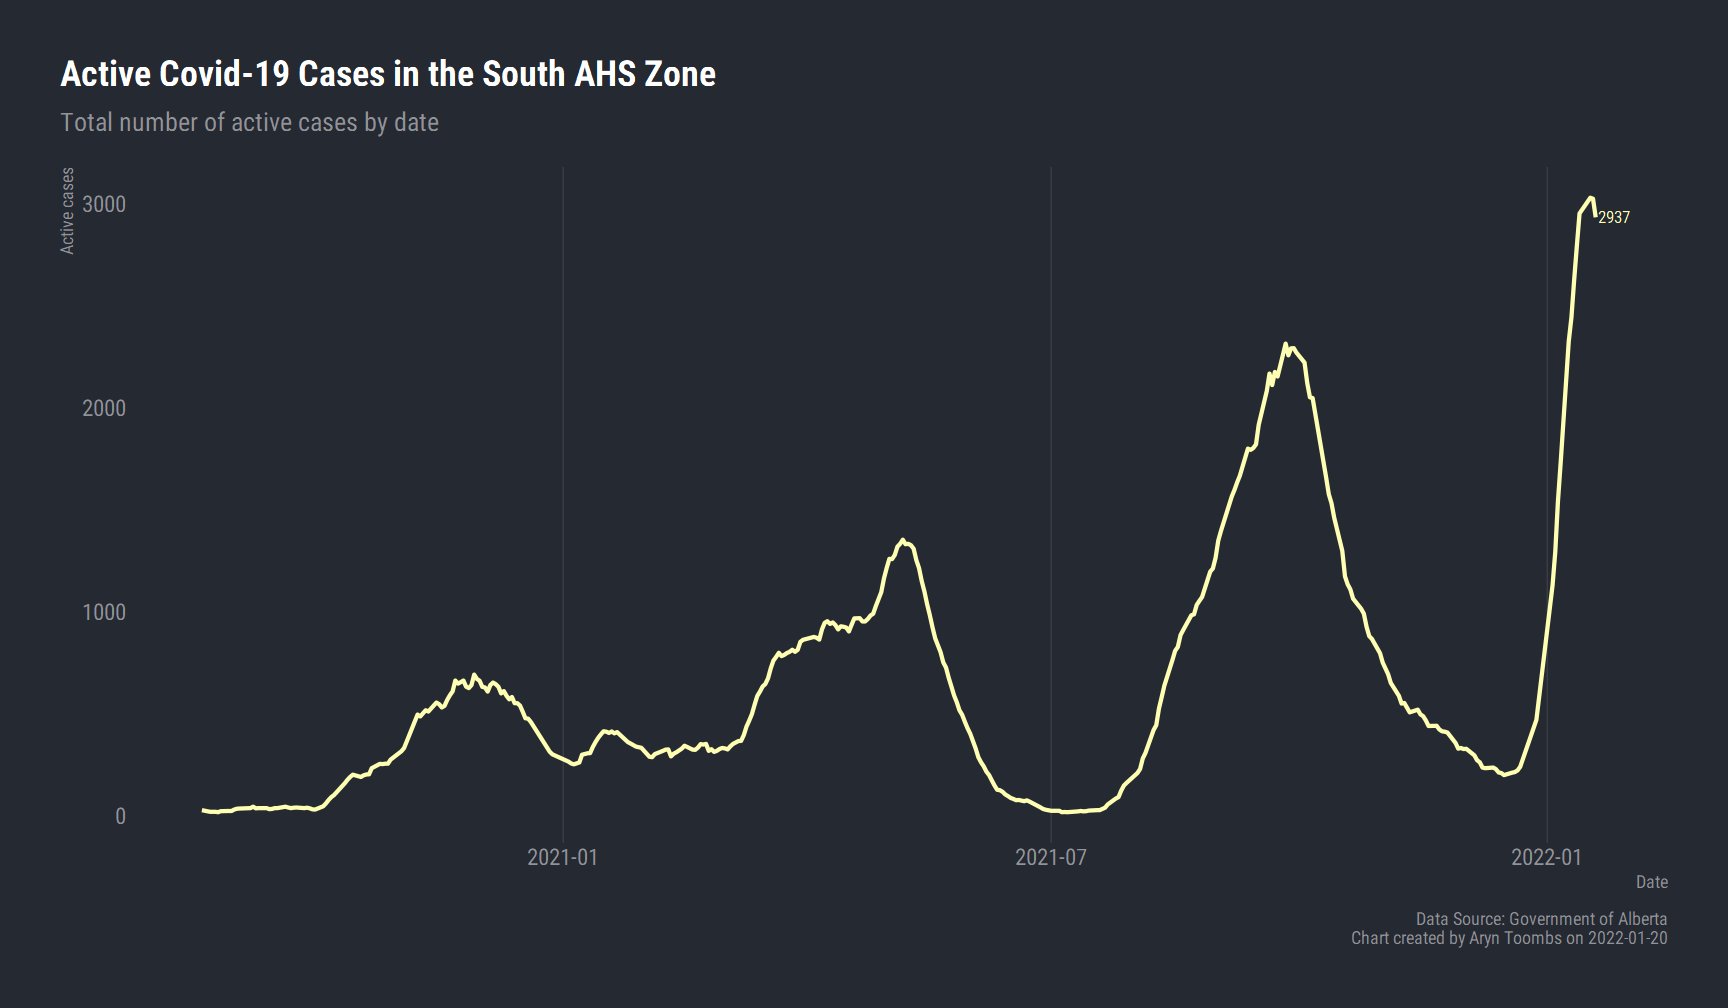 Active Covid-19 Cases in the South AHS Zone
Total number of active cases by date
Active cases
3000
2000
1000
0
2937
2021-01
2021-07
2022-01
Date
Data Source: Government of Alberta
Chart created by Aryn Toombs on 2022-01-20